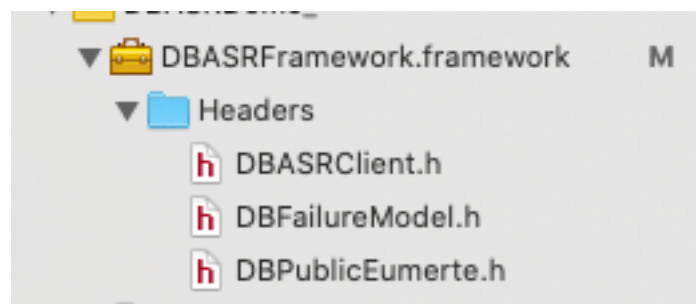 DBASRFramework.framework M
Headers
DBASRClient.h
DBFailureModel.h
DBPublicEumerte.h